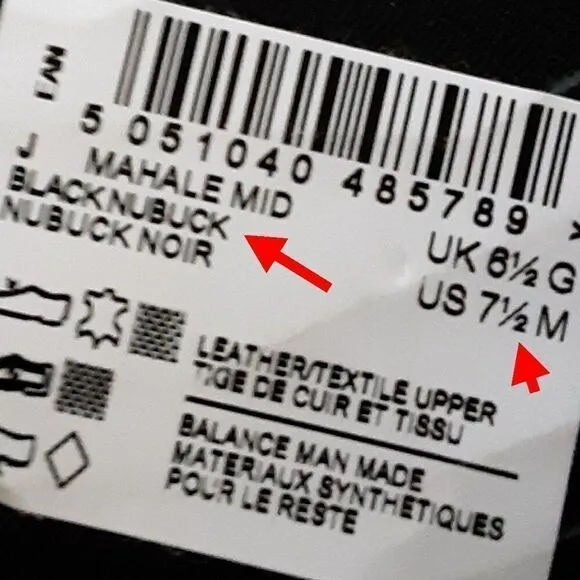 EAN
5 051040 485789 >
J MAHALE MID
BLACK NUBUCK
NUBUCK NOIR
UK 6½ G
US 7½ M
LEATHER/TEXTILE UPPER
TIGE DE CUIR ET TISSU
BALANCE MAN MADE
MATERIAUX SYNTHETIQUES
POUR LE RESTE